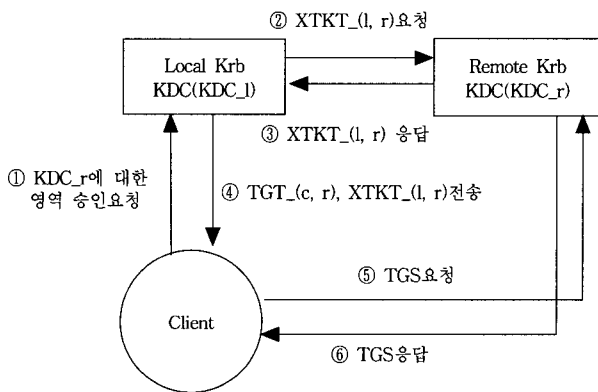 ② XTKT_(l, r)요청
Local Krb
KDC(KDC_l)
Remote Krb
KDC(KDC_r)
③ XTKT_(l, r) 응답
① KDC_r에 대한
영역 승인요청
④ TGT_(c, r), XTKT_(l, r)전송
⑤ TGS요청
Client
⑥ TGS응답